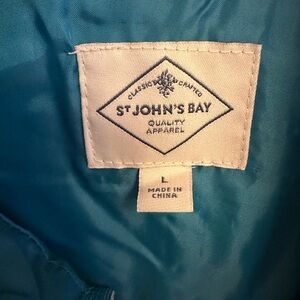 CLASSIC CRAFTED
ST JOHN'S BAY
QUALITY
APPAREL
L
MADE IN
CHINA